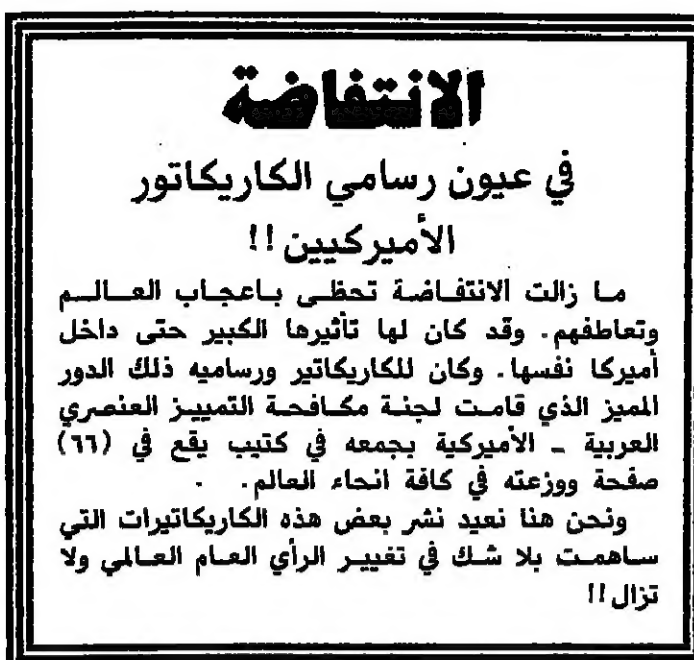 الانتفاضة
في عيون رسامي الكاريكاتور
الأميركيين !!
ما زالت الانتفاضة تحظى باعجاب العالم
وتعاطفهم . وقد كان لها تأثيرها الكبير حتى داخل
أميركا نفسها . وكان للكاريكاتير ورساميه ذلك الدور
المميز الذي قامت لجنة مكافحة التمييز العنصري
العربية ـ الأميركية بجمعه في كتيب يقع في (٦٦)
صفحة ووزعته في كافة انحاء العالم .
ونحن هنا نعيد نشر بعض هذه الكاريكاتيرات التي
ساهمت بلا شك في تغيير الرأي العام العالمي ولا
تزال !!